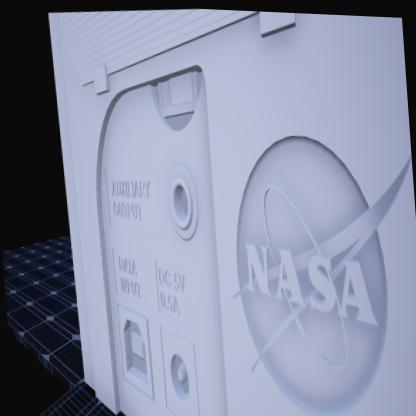 AUXILIARY
OUTPUT
DATA
INPUT
DC 5V
0.5A
NASA